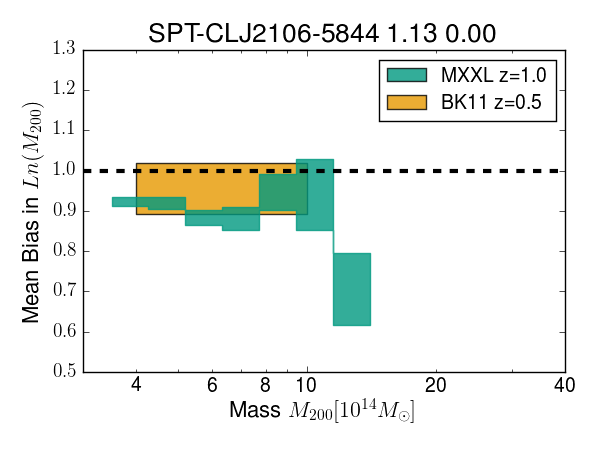 SPT-CLJ2106-5844 1.13 0.00
MXXL z=1.0
BK11 z=0.5
Mean Bias in Ln(M₂₀₀)
1.3
1.2
1.1
1.0
0.9
0.8
0.7
0.6
0.5
4 6 8 10 20 40
Mass M₂₀₀[10¹⁴M☉]